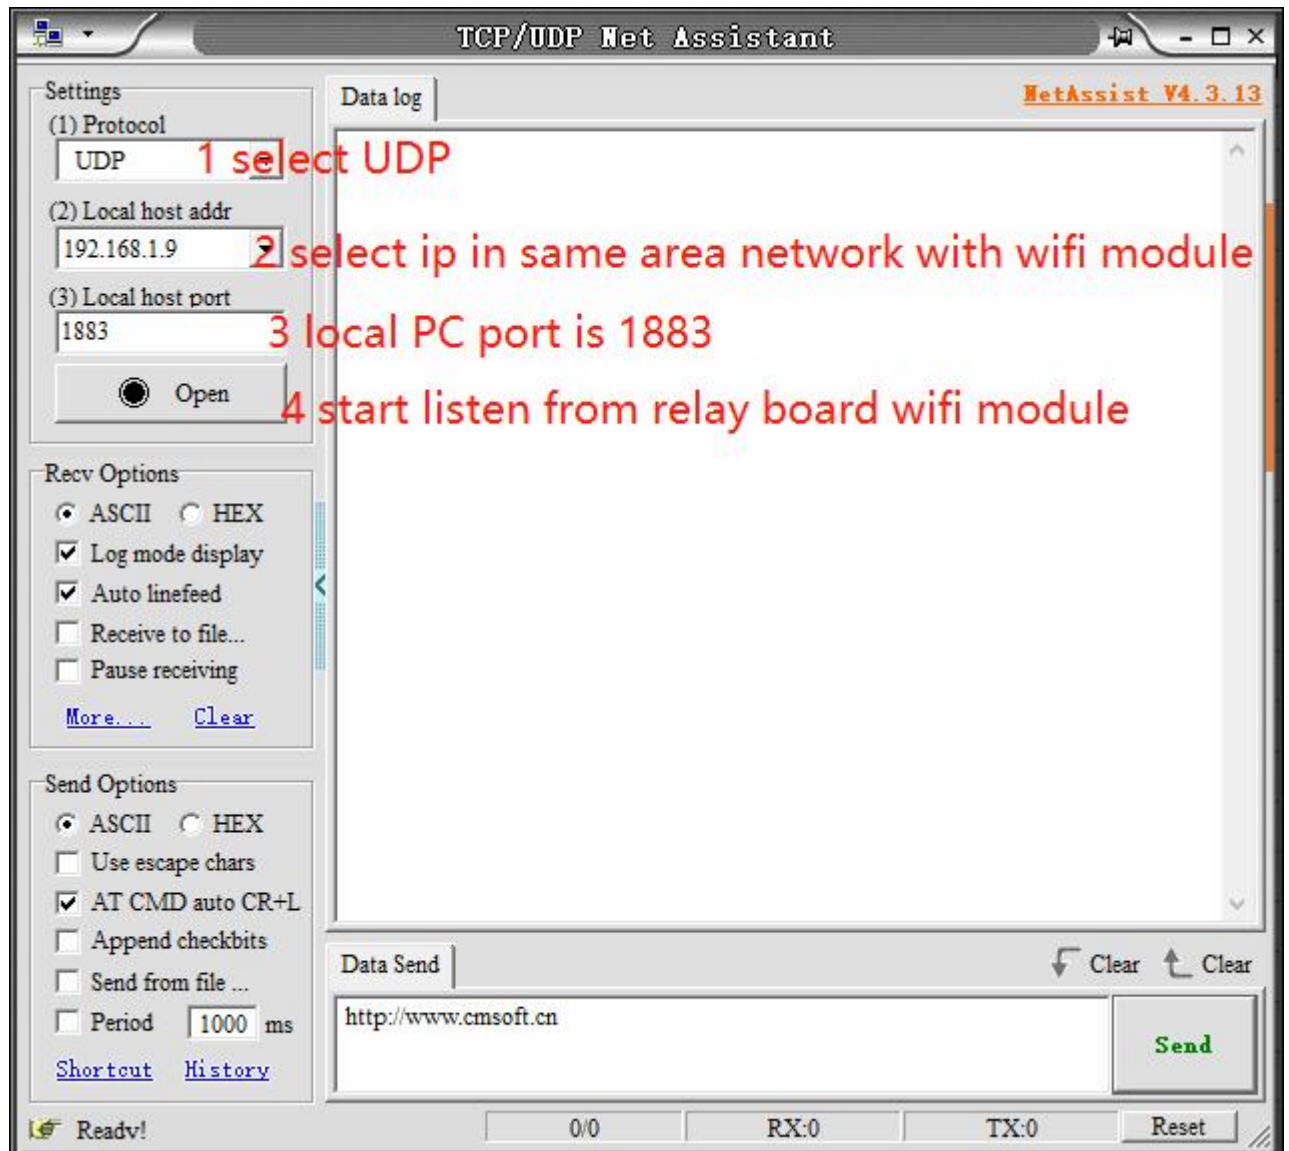 TCP/UDP Net Assistant
Settings
(1) Protocol
UDP
1 select UDP
(2) Local host addr
192.168.1.9
2 select ip in same area network with wifi module
(3) Local host port
1883
3 local PC port is 1883
Open
4 start listen from relay board wifi module
Recv Options
ASCII HEX
Log mode display
Auto linefeed
Receive to file...
Pause receiving
More... Clear
Send Options
ASCII HEX
Use escape chars
AT CMD auto CR+L
Append checkbits
Send from file ...
Period 1000 ms
Shortcut History
Data log
NetAssist V4.3.13
Data Send
Clear Clear
http://www.cmsoft.cn
Send
Ready!
0/0 RX:0 TX:0 Reset